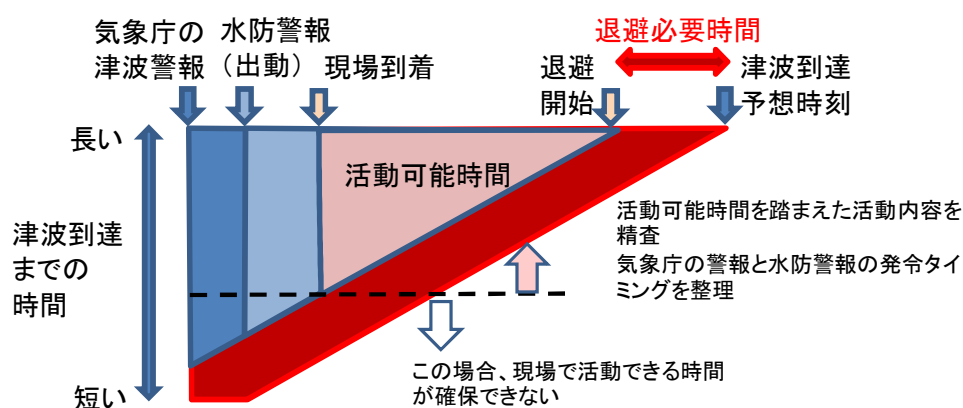 退避必要時間
気象庁の
津波警報
水防警報
（出動）
現場到着
退避
開始
津波到達
予想時刻
長い
活動可能時間
津波到達
までの
時間
活動可能時間を踏まえた活動内容を
精査
気象庁の警報と水防警報の発令タイ
ミングを整理
この場合、現場で活動できる時間
が確保できない
短い